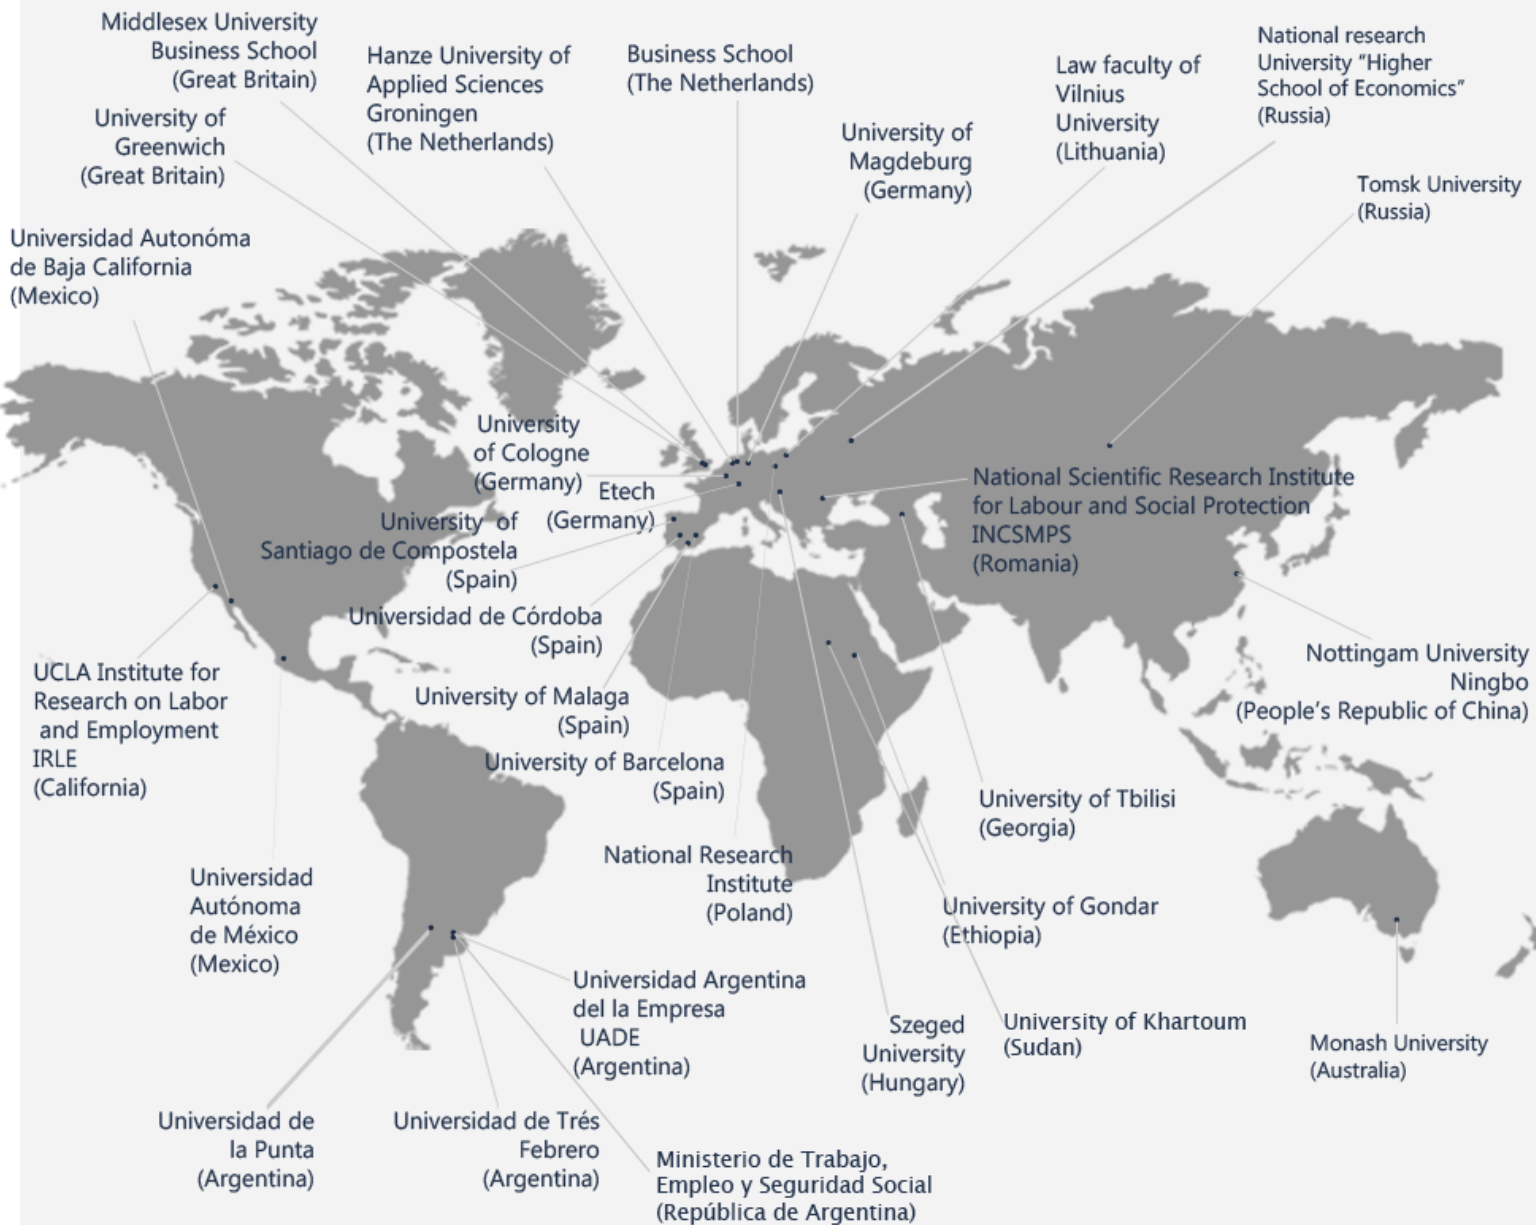 Middlesex University
Business School
(Great Britain)
Hanze University of
Applied Sciences
Groningen
(The Netherlands)
Business School
(The Netherlands)
Law faculty of
Vilnius
University
(Lithuania)
National research
University “Higher
School of Economics”
(Russia)
University of
Greenwich
(Great Britain)
University of
Magdeburg
(Germany)
Tomsk University
(Russia)
Universidad Autonóma
de Baja California
(Mexico)
University
of Cologne
(Germany)
Etech
(Germany)
National Scientific Research Institute
for Labour and Social Protection
INCSMPS
(Romania)
University of
Santiago de Compostela
(Spain)
Universidad de Córdoba
(Spain)
UCLA Institute for
Research on Labor
and Employment
IRLE
(California)
University of Malaga
(Spain)
Nottingam University
Ningbo
(People’s Republic of China)
University of Barcelona
(Spain)
University of Tbilisi
(Georgia)
National Research
Institute
(Poland)
Universidad
Autónoma
de México
(Mexico)
University of Gondar
(Ethiopia)
Universidad Argentina
del la Empresa
UADE
(Argentina)
Szeged
University
(Hungary)
University of Khartoum
(Sudan)
Monash University
(Australia)
Universidad de
la Punta
(Argentina)
Universidad de Trés
Febrero
(Argentina)
Ministerio de Trabajo,
Empleo y Seguridad Social
(República de Argentina)